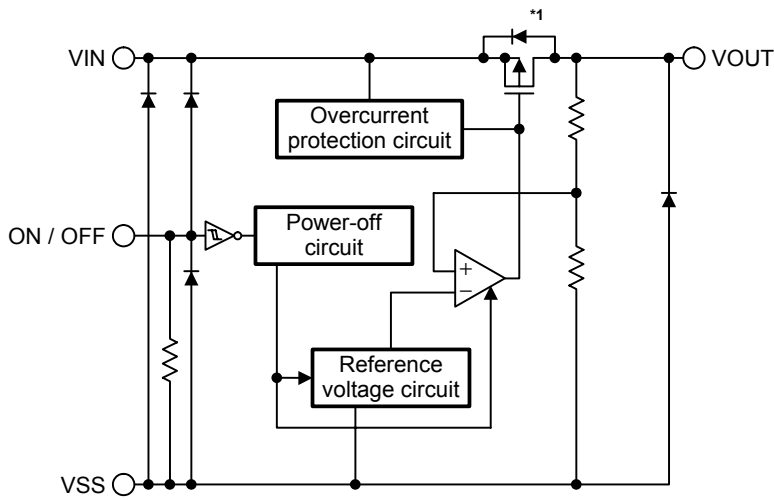 *1
VIN
VOUT
Overcurrent
protection circuit
ON / OFF
Power-off
circuit
+
−
Reference
voltage circuit
VSS